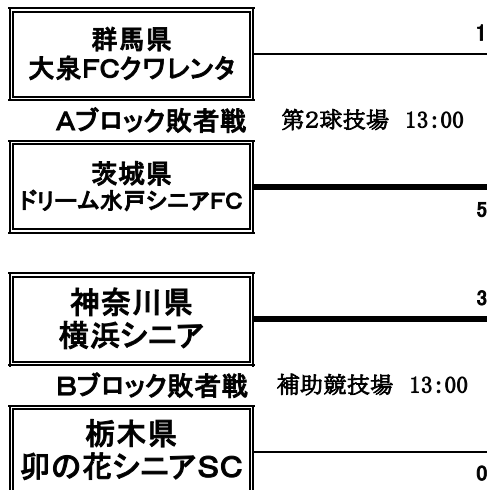 群馬県
大泉FCクワレンタ
1
Aブロック敗者戦 第2球技場 13:00
茨城県
ドリーム水戸シニアFC
5
神奈川県
横浜シニア
3
Bブロック敗者戦 補助競技場 13:00
栃木県
卯の花シニアSC
0